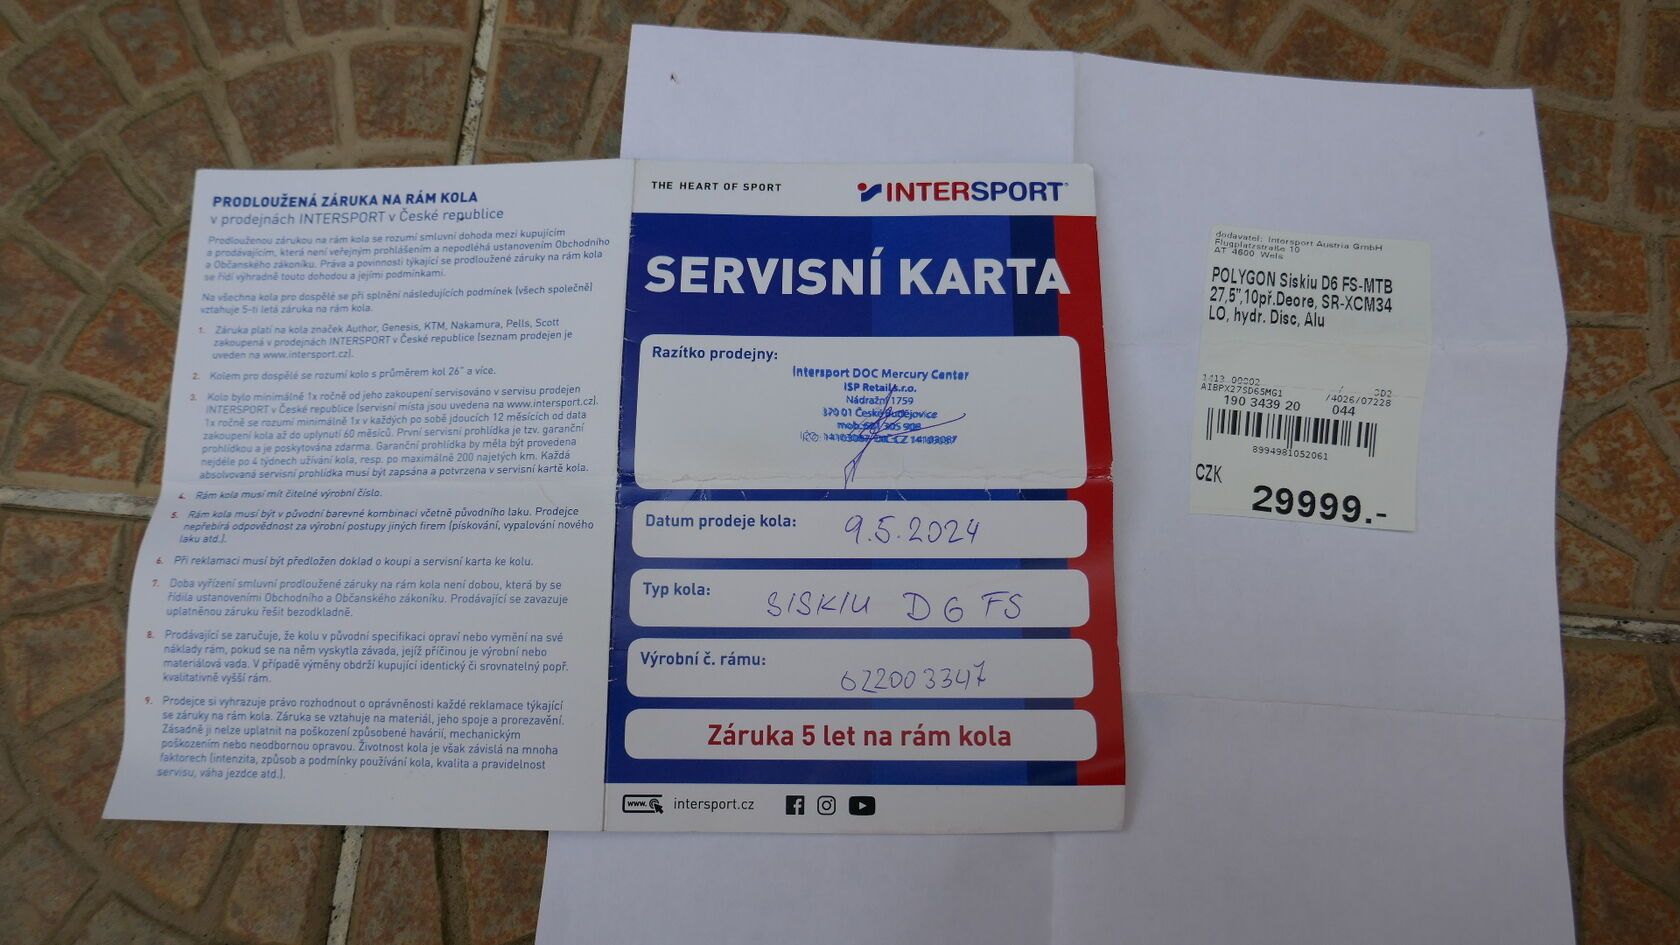 PRODLOUŽENÁ ZÁRUKA NA RÁM KOLA
v prodejnách INTERSPORT v České republice
Prodlouženou zárukou na rám kola se rozumí smluvní dohoda mezi kupujícím
a prodávajícím, která není veřejným prohlášením a nepodléhá ustanovením Obchodního
a Občanského zákoníku. Práva a povinnosti týkající se prodloužené záruky na rám kola
se řídí výhradně touto dohodou a jejími podmínkami.
Na všechna kola pro dospělé se při splnění následujících podmínek (všech společně)
vztahuje 5-ti letá záruka na rám kola.
1. Záruka platí na kola značek Author, Genesis, KTM, Nakamura, Pells, Scott
zakoupená v prodejnách INTERSPORT v České republice (seznam prodejen je
uveden na www.intersport.cz).
2. Kolem pro dospělé se rozumí kolo s průměrem kol 26" a více.
3. Kolo bylo minimálně 1x ročně od jeho zakoupení servisováno v servisu prodejen
INTERSPORT v České republice (servisní místa jsou uvedena na www.intersport.cz).
1x ročně se rozumí minimálně 1x v každých po sobě jdoucích 12 měsících od data
zakoupení kola až do uplynutí 60 měsíců. První servisní prohlídka je tzv. garanční
prohlídkou a je poskytována zdarma. Garanční prohlídka by měla být provedena
nejdéle po 4 týdnech užívání kola, resp. po maximálně 200 najetých km. Každá
absolvovaná servisní prohlídka musí být zapsána a potvrzena v servisní kartě kola.
4. Rám kola musí mít čitelné výrobní číslo.
5. Rám kola musí být v původní barevné kombinaci včetně původního laku. Prodejce
nepřebírá odpovědnost za výrobní postupy jiných firem (pískování, vypalování nového
laku atd.).
6. Při reklamaci musí být předložen doklad o koupi a servisní karta ke kolu.
7. Doba vyřízení smluvní prodloužené záruky na rám kola není dobou, která by se
řídila ustanoveními Obchodního a Občanského zákoníku. Prodávající se zavazuje
uplatněnou záruku řešit bezodkladně.
8. Prodávající se zaručuje, že kolu v původní specifikaci opraví nebo vymění na své
náklady rám, pokud se na něm vyskytla závada, jejíž příčinou je výrobní nebo
materiálová vada. V případě výměny obdrží kupující identický či srovnatelný popř.
kvalitativně vyšší rám.
9. Prodejce si vyhrazuje právo rozhodnout o oprávněnosti každé reklamace týkající
se záruky na rám kola. Záruka se vztahuje na materiál, jeho spoje a prorezavění.
Zásadně ji nelze uplatnit na poškození způsobené havárií, mechanickým
poškozením nebo neodbornou opravou. Životnost kola je však závislá na mnoha
faktorech (intenzita, způsob a podmínky používání kola, kvalita a pravidelnost
servisu, váha jezdce atd.).
THE HEART OF SPORT
INTERSPORT
SERVISNÍ KARTA
Razítko prodejny:
Intersport DOC Mercury Center
ISP Retail s.r.o.
Nádražní 1759
370 01 České Budějovice
Datum prodeje kola: 9.5.2024
Typ kola: SISKIU D6 FS
Výrobní č. rámu: 622003347
Záruka 5 let na rám kola
www. intersport.cz
dodavatel: Intersport Austria GmbH
Flugplatzstraße 10
AT 4600 Wels
POLYGON Siskiu D6 FS-MTB
27,5",10př.Deore, SR-XCM34
LO, hydr. Disc, Alu
AIBPX27SD65MG1 /4026/07228
190 3439 20 044
8994981052061
CZK
29999.-